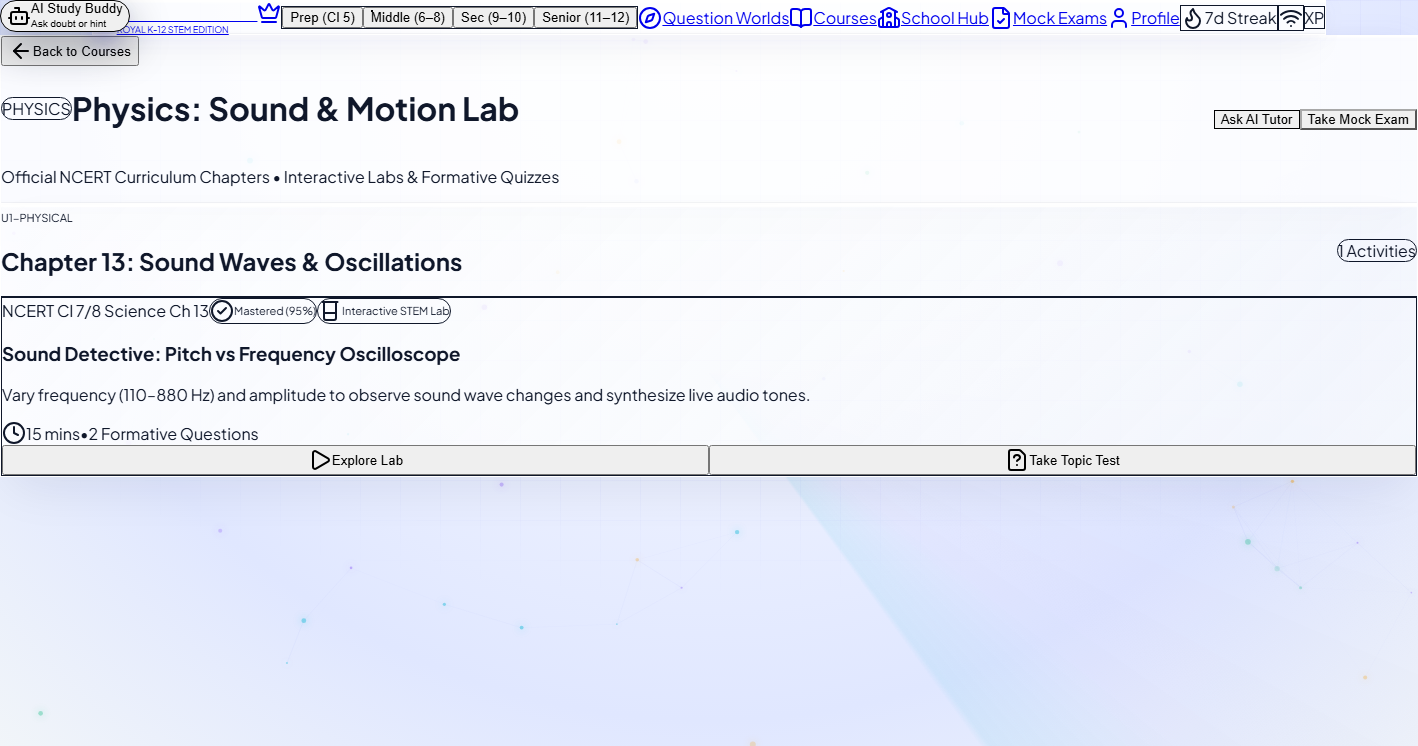 AI Study Buddy
Ask doubt or hint
ROYAL K-12 STEM EDITION
Prep (Cl 5) Middle (6–8) Sec (9–10) Senior (11–12) Question Worlds Courses School Hub Mock Exams Profile 7d Streak XP
Back to Courses
PHYSICS Physics: Sound & Motion Lab
Ask AI Tutor Take Mock Exam
Official NCERT Curriculum Chapters • Interactive Labs & Formative Quizzes
U1-PHYSICAL
Chapter 13: Sound Waves & Oscillations
1 Activities
NCERT Cl 7/8 Science Ch 13 Mastered (95%) Interactive STEM Lab
Sound Detective: Pitch vs Frequency Oscilloscope
Vary frequency (110–880 Hz) and amplitude to observe sound wave changes and synthesize live audio tones.
15 mins • 2 Formative Questions
Explore Lab Take Topic Test